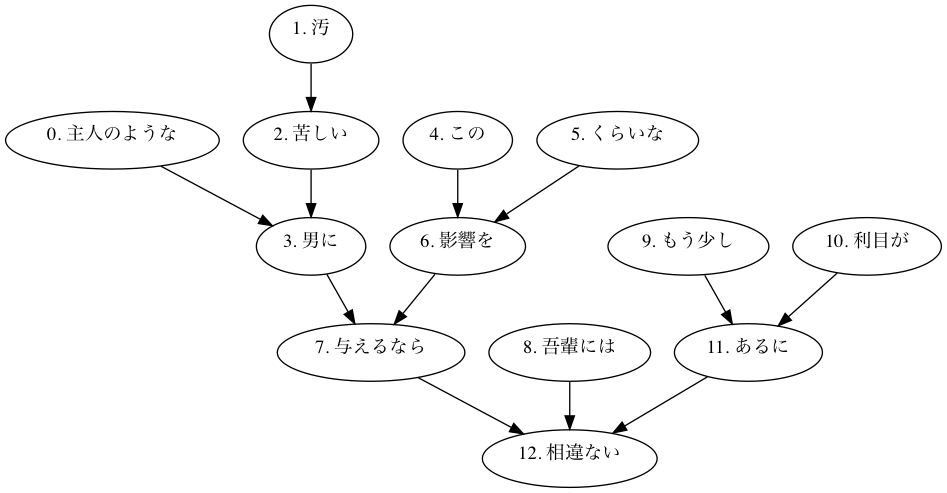 1. 汚
0. 主人のような
2. 苦しい
4. この
5. くらいな
3. 男に
6. 影響を
9. もう少し
10. 利目が
7. 与えるなら
8. 吾輩には
11. あるに
12. 相違ない